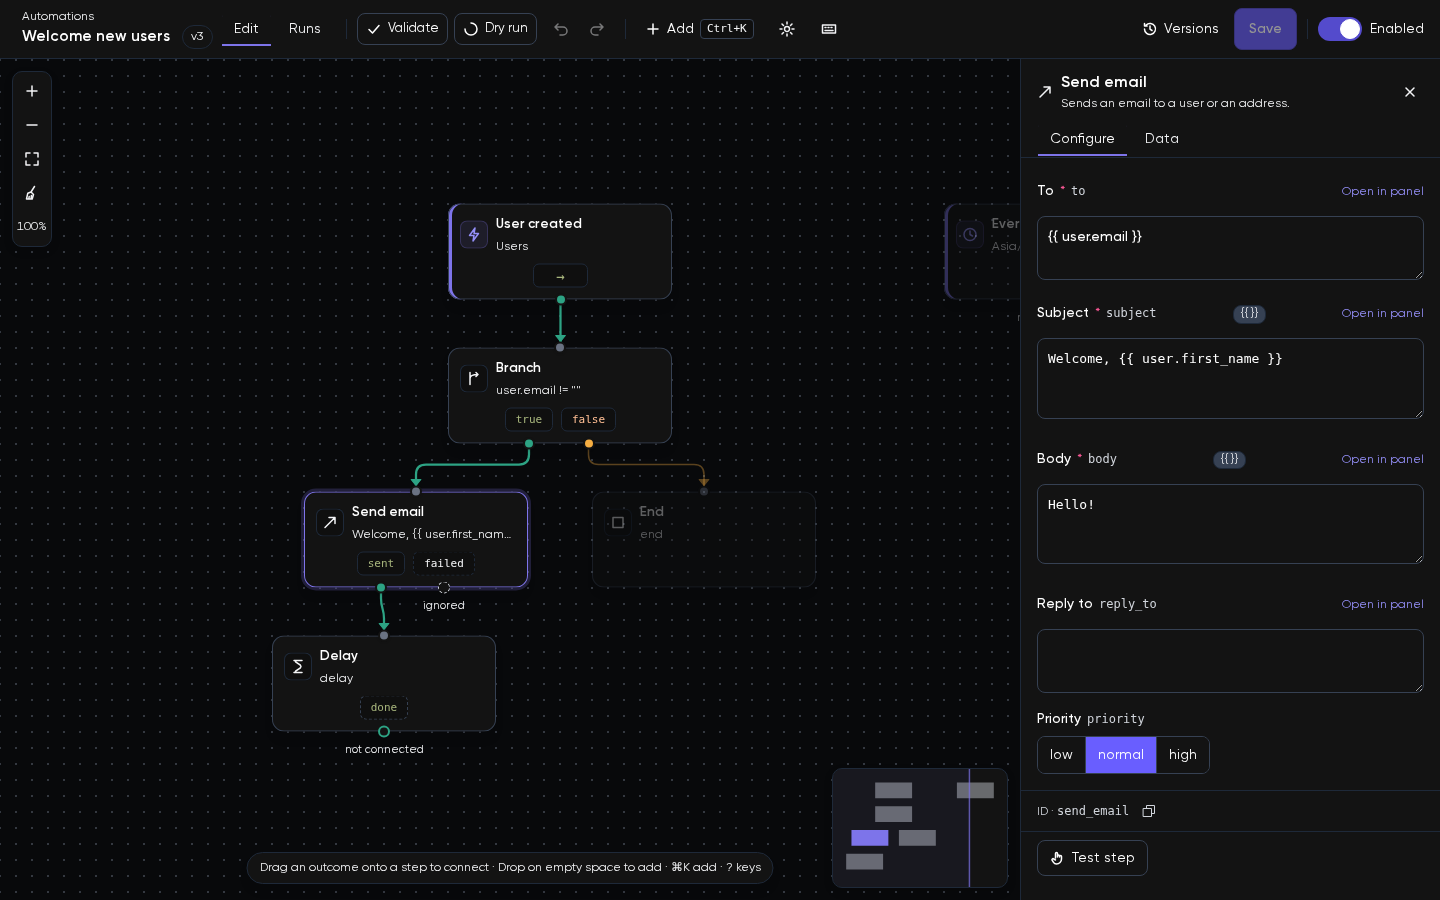 Automations
Welcome new users
v3
Edit
Runs
Validate
Dry run
Add
Ctrl+K
Versions
Save
Enabled
100%
User created
Users
→
Branch
user.email != ""
true
false
Send email
Welcome, {{ user.first_nam...
sent
failed
ignored
End
end
Delay
delay
done
not connected
Ever
Asia/
Drag an outcome onto a step to connect · Drop on empty space to add · ⌘K add · ? keys
Send email
Sends an email to a user or an address.
Configure
Data
To * to
Open in panel
{{ user.email }}
Subject * subject
{{ }}
Open in panel
Welcome, {{ user.first_name }}
Body * body
{{ }}
Open in panel
Hello!
Reply to reply_to
Open in panel
Priority priority
low
normal
high
ID · send_email
Test step